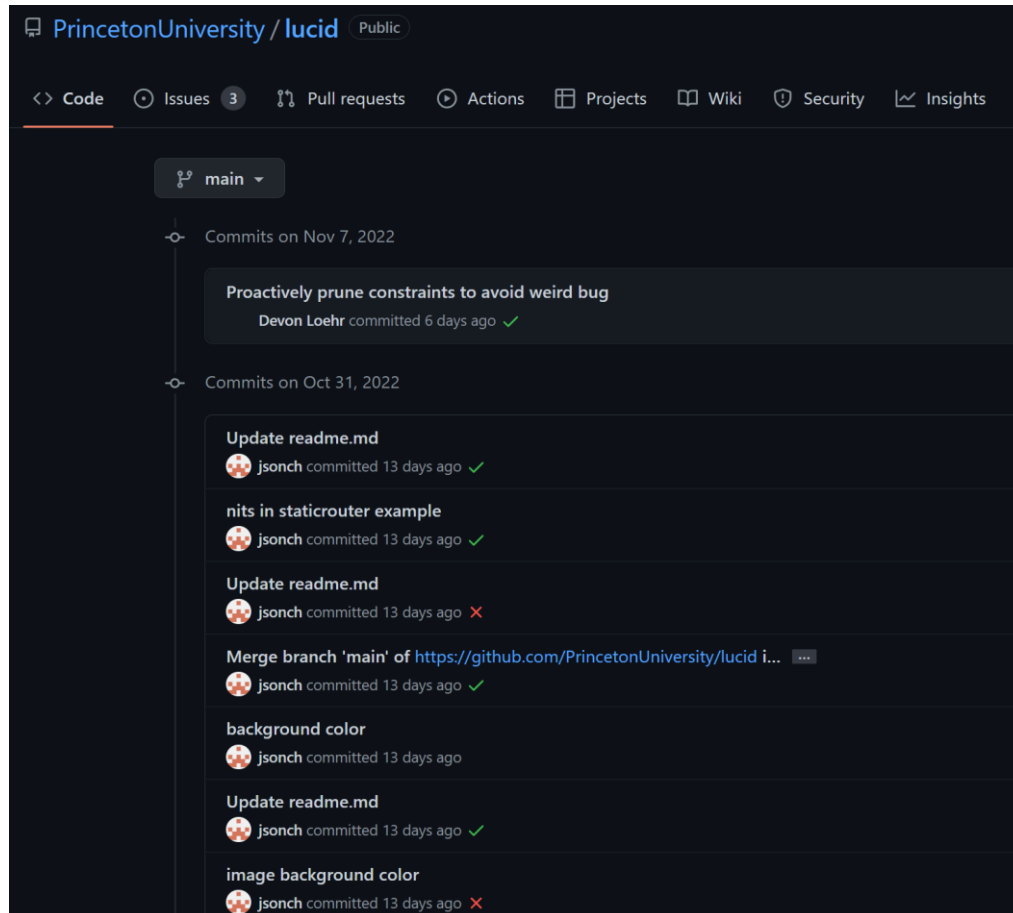 PrincetonUniversity / lucid Public
Code Issues 3 Pull requests Actions Projects Wiki Security Insights
main
Commits on Nov 7, 2022
Proactively prune constraints to avoid weird bug
Devon Loehr committed 6 days ago
Commits on Oct 31, 2022
Update readme.md
jsonch committed 13 days ago
nits in staticrouter example
jsonch committed 13 days ago
Update readme.md
jsonch committed 13 days ago
Merge branch 'main' of https://github.com/PrincetonUniversity/lucid i... ...
jsonch committed 13 days ago
background color
jsonch committed 13 days ago
Update readme.md
jsonch committed 13 days ago
image background color
jsonch committed 13 days ago